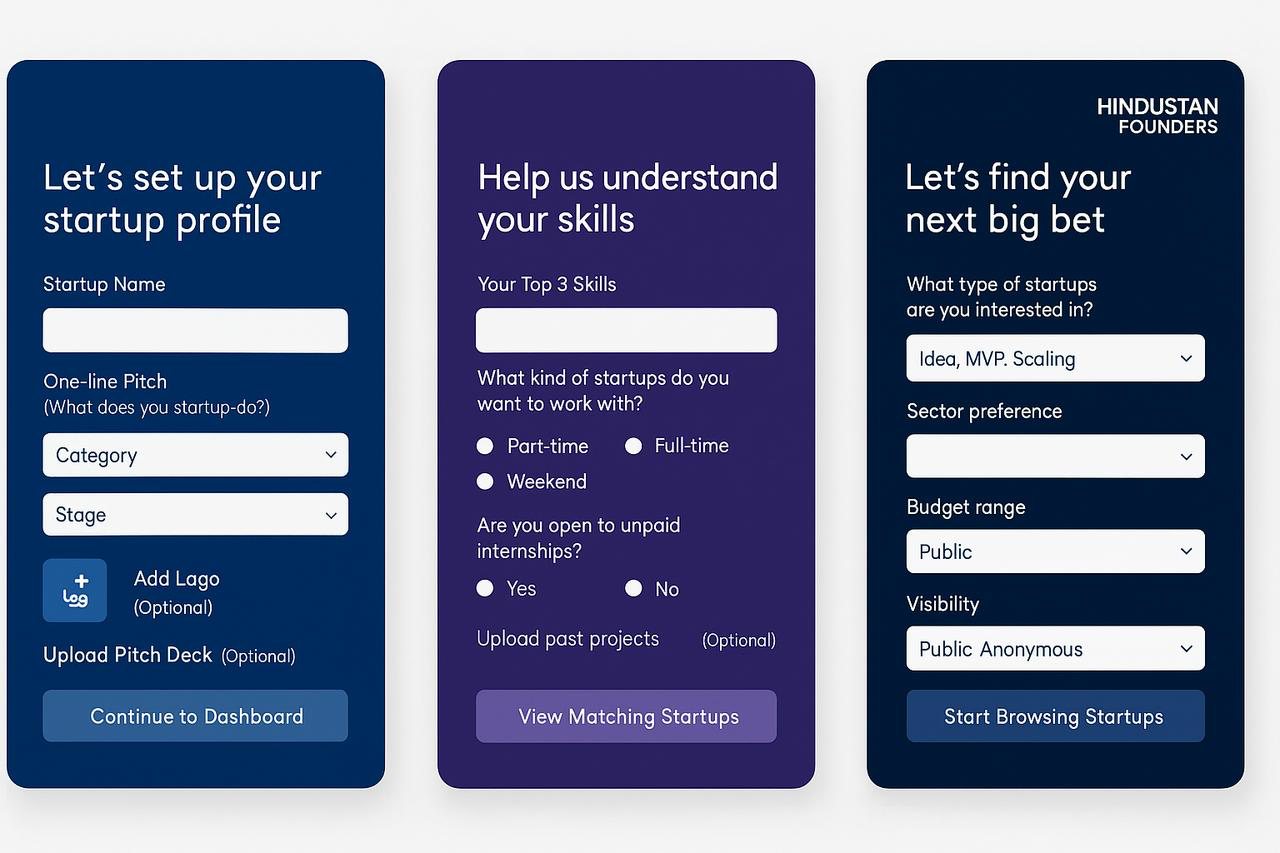 Let’s set up your
startup profile
Startup Name
One-line Pitch
(What does you startup-do?)
Category
Stage
+
Log
Add Lago
(Optional)
Upload Pitch Deck (Optional)
Continue to Dashboard
Help us understand
your skills
Your Top 3 Skills
What kind of startups do you
want to work with?
Part-time Full-time
Weekend
Are you open to unpaid
internships?
Yes No
Upload past projects (Optional)
View Matching Startups
HINDUSTAN
FOUNDERS
Let’s find your
next big bet
What type of startups
are you interested in?
Idea, MVP. Scaling
Sector preference
Budget range
Public
Visibility
Public Anonymous
Start Browsing Startups